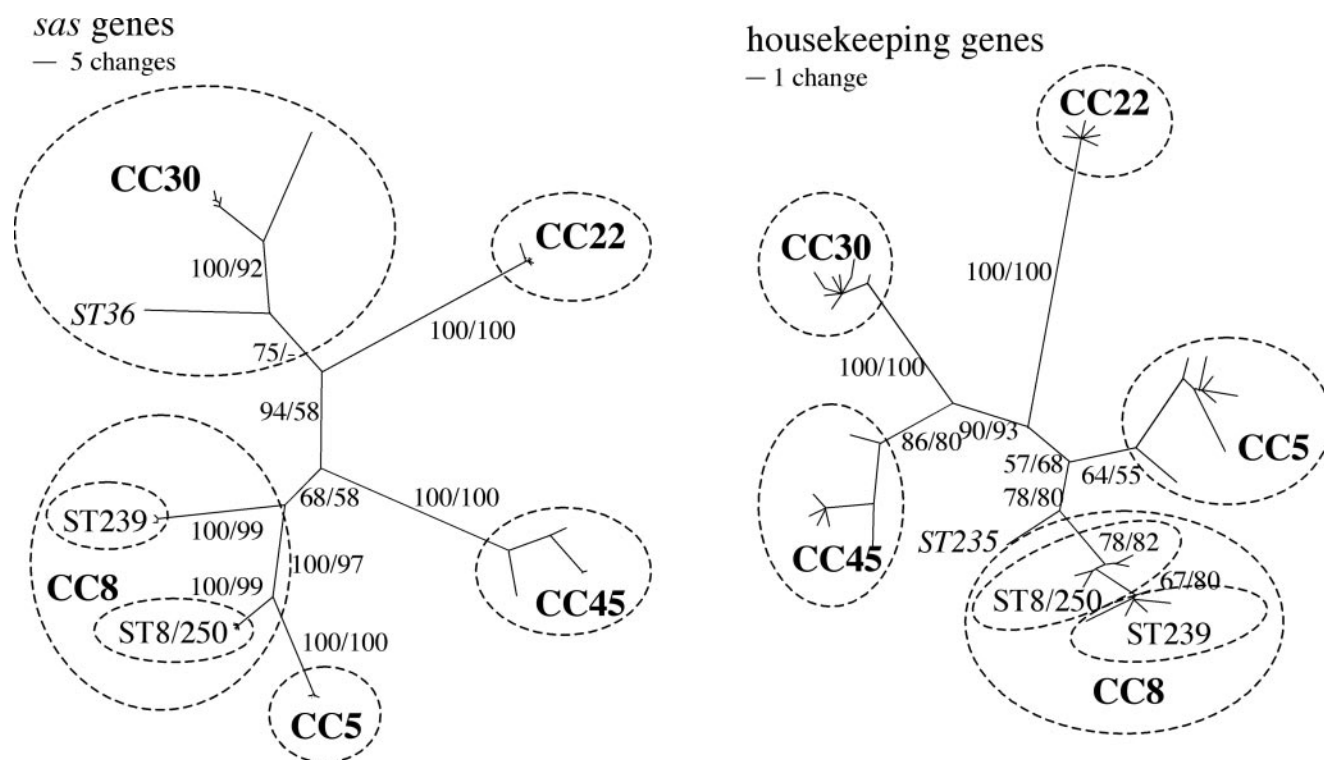 sas genes
— 5 changes
CC30
100/92
ST36
75/-
CC22
100/100
94/58
68/58
ST239
100/99
100/97
CC8
100/99
ST8/250
100/100
CC5
100/100
CC45
housekeeping genes
— 1 change
CC22
100/100
CC30
100/100
86/80
90/93
CC45
57/68
64/55
CC5
78/80
ST235
78/82
ST8/250
67/80
ST239
CC8